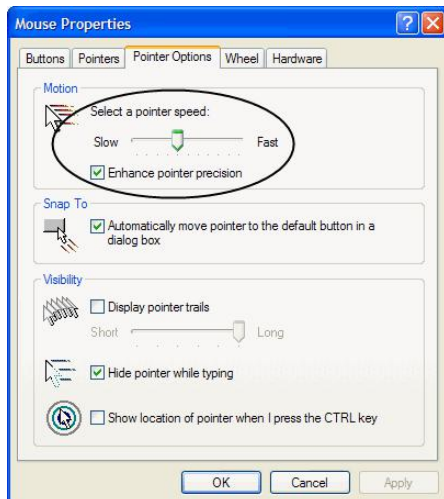 Mouse Properties
Buttons Pointers Pointer Options Wheel Hardware
Motion
Select a pointer speed:
Slow Fast
Enhance pointer precision
Snap To
Automatically move pointer to the default button in a
dialog box
Visibility
Display pointer trails
Short Long
Hide pointer while typing
Show location of pointer when I press the CTRL key
OK Cancel Apply